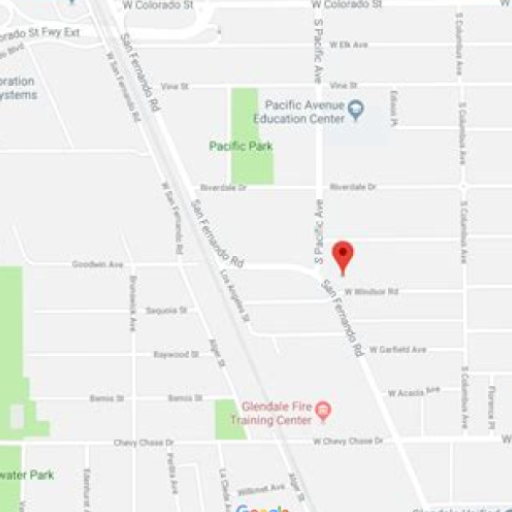 W Colorado St
W Colorado St
orado St Fwy Ext
Blvd
San Fernando Rd
W San Fernando Rd
S Pacific Ave
W Elk Ave
S Columbus Ave
oration
Systems
Vine St
Vine St
Edison Pl
Pacific Avenue
Education Center
S Columbus Ave
Pacific Park
W San Fernando Rd
Riverdale Dr
Riverdale Dr
San Fernando Rd
S Pacific Ave
S Columbus Ave
Goodwin Ave
Los Angeles St
Brunswick Ave
San Fernando Rd
W Windsor Rd
Sequoia St
Alger St
Baywood St
W Garfield Ave
Bemis St
Bemis St
W Acacia Ave
S Columbus Ave
Florence Pl
Glendale Fire
Training Center
Chevy Chase Dr
W Chevy Chase Dr
W
water Park
Edenhurst
Perlita Ave
La Clede Ave
Alger St
Willonet Ave
Google
Glendale Unified